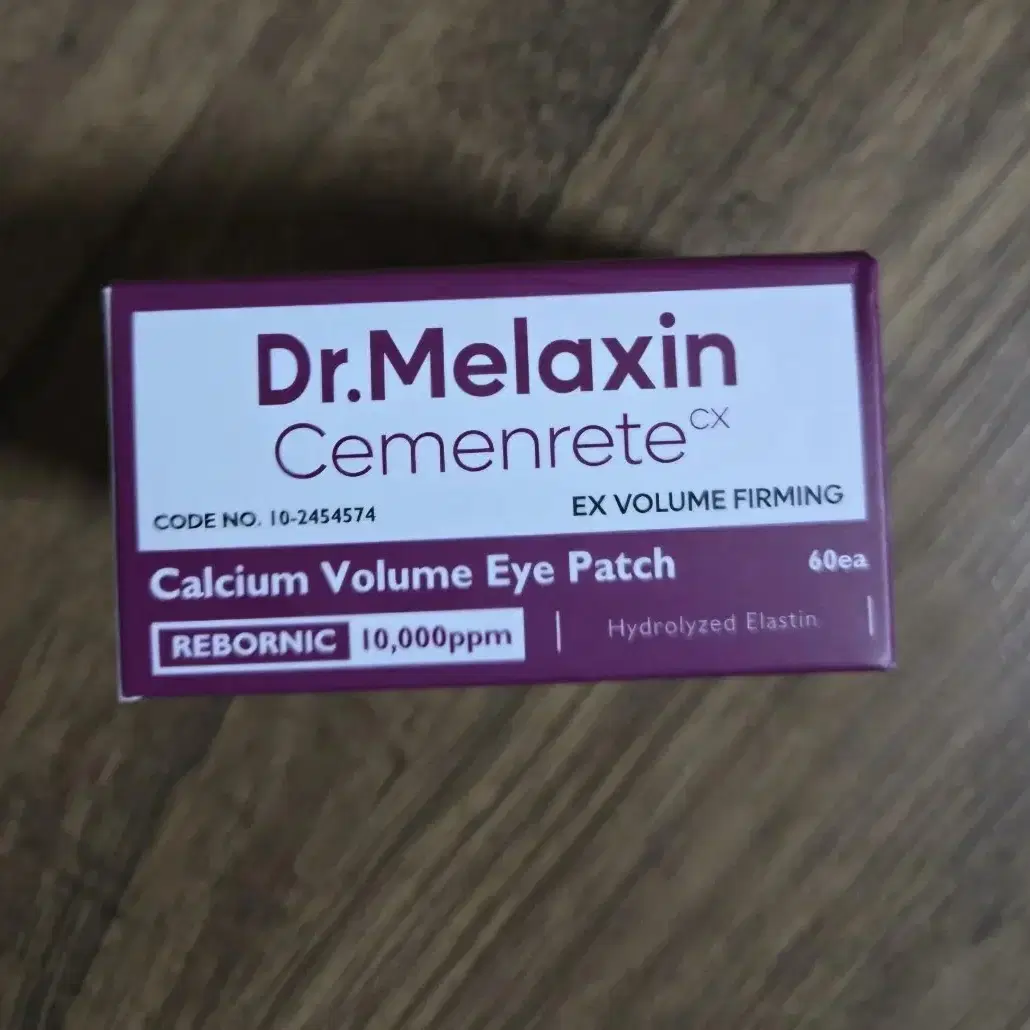 Dr.Melaxin
Cemenrete CX
CODE NO. 10-2454574
EX VOLUME FIRMING
Calcium Volume Eye Patch
60ea
REBORNIC 10,000ppm
Hydrolyzed Elastin